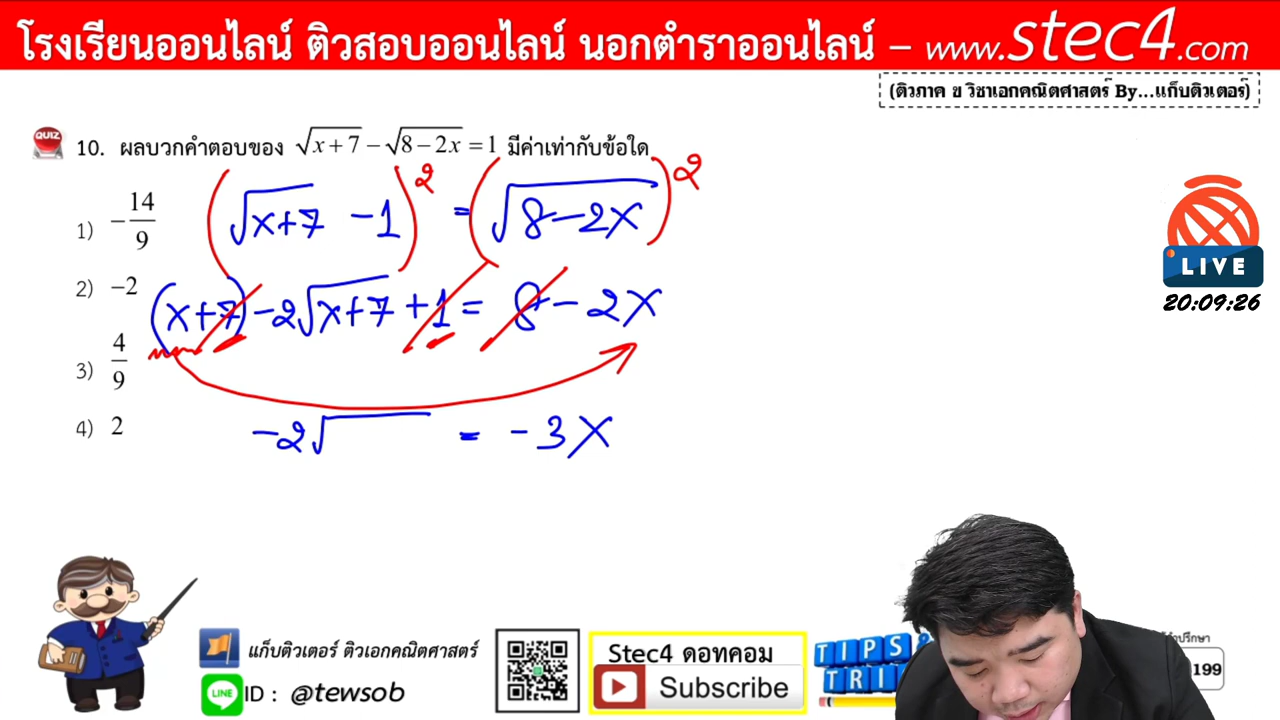 โรงเรียนออนไลน์ ติวสอบออนไลน์ นอกตำราออนไลน์ – www.stec4.com
(ติวภาค ข วิชาเอกคณิตศาสตร์ By...แก็บติวเตอร์)
QUIZ
10. ผลบวกคำตอบของ √(x+7) − √(8−2x) = 1 มีค่าเท่ากับข้อใด
1) −14/9
2) −2
3) 4/9
4) 2
(√(x+7) − 1)² = (√(8−2x))²
(x+7) − 2√(x+7) + 1 = 8 − 2x
−2√ = −3x
LIVE
20:09:26
แก็บติวเตอร์ ติวเอกคณิตศาสตร์
LINE ID : @tewsob
Stec4 ดอทคอม
Subscribe
TIPS &
TRI
ปรึกษา
199